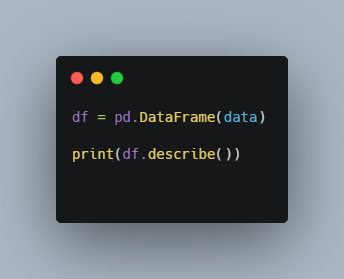 df = pd.DataFrame(data)
print(df.describe())